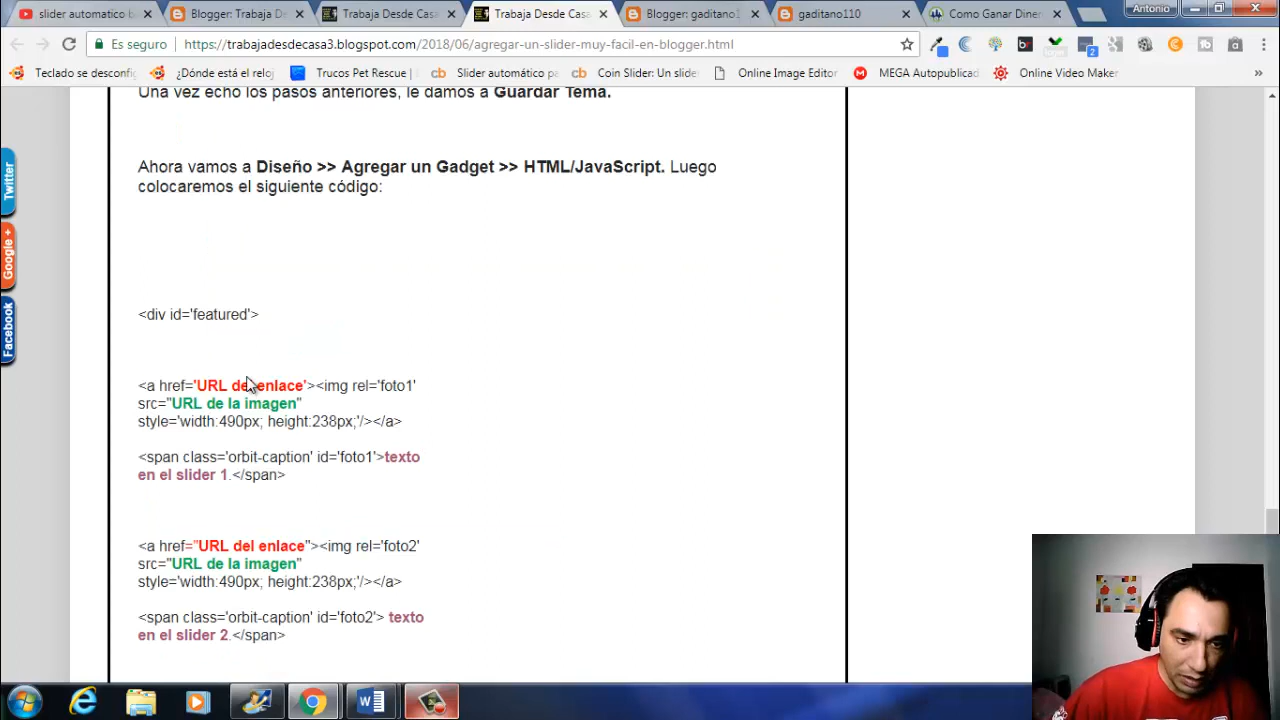 slider automatico b
Blogger: Trabaja D
Trabaja Desde Casa
Trabaja Desde Casa
Blogger: gaditano1
gaditano110
Como Ganar Diner
Antonio
Es seguro
https://trabajadesdecasa3.blogspot.com/2018/06/agregar-un-slider-muy-facil-en-blogger.html
Teclado se desconfig
¿Dónde está el reloj
Trucos Pet Rescue
Slider automático p
Coin Slider: Un slide
Online Image Editor
MEGA Autopublicad
Online Video Maker
»
Una vez echo los pasos anteriores, le damos a Guardar Tema.
Ahora vamos a Diseño >> Agregar un Gadget >> HTML/JavaScript. Luego
colocaremos el siguiente código:
Twitter
Google +
Facebook
<div id='featured'>
<a href='URL del enlace'><img rel='foto1'
src="URL de la imagen"
style='width:490px; height:238px;'/></a>
<span class='orbit-caption' id='foto1'>texto
en el slider 1.</span>
<a href="URL del enlace"><img rel='foto2'
src="URL de la imagen"
style='width:490px; height:238px;'/></a>
<span class='orbit-caption' id='foto2'> texto
en el slider 2.</span>